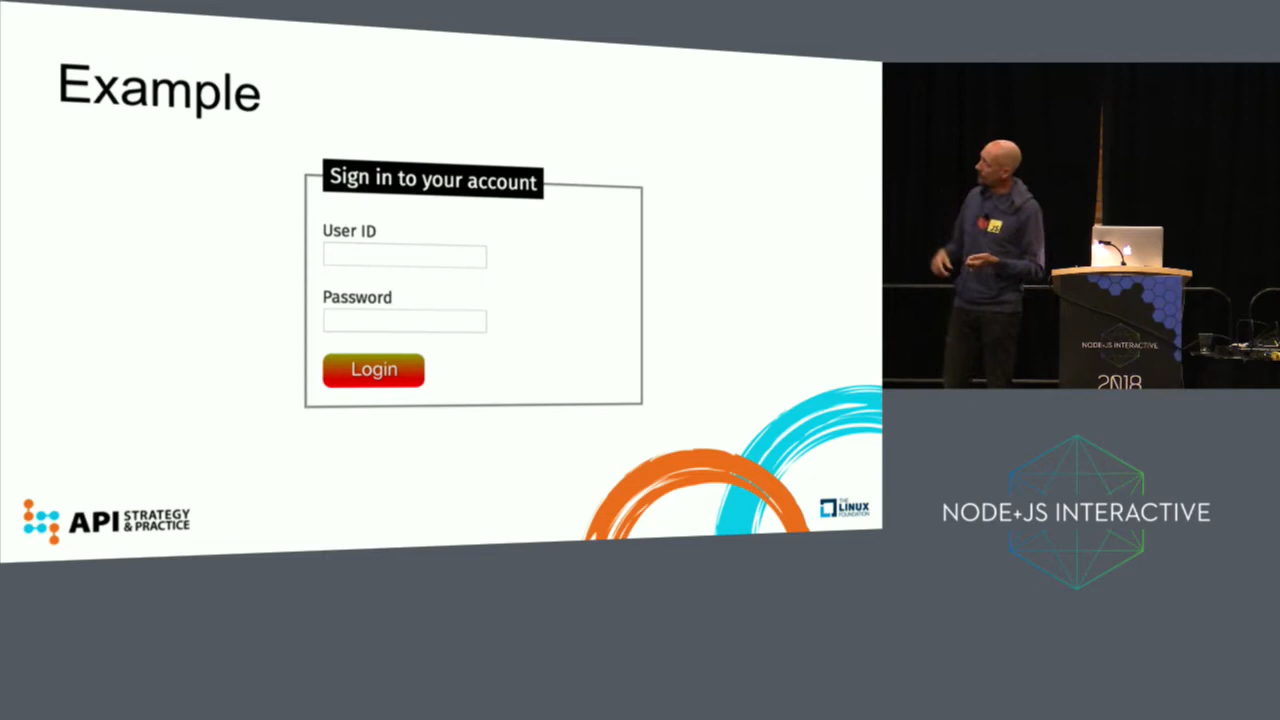 Example
Sign in to your account
User ID
Password
Login
API STRATEGY
& PRACTICE
THE
LINUX
FOUNDATION
JS
NODE+JS INTERACTIVE
2018
NODE+JS INTERACTIVE